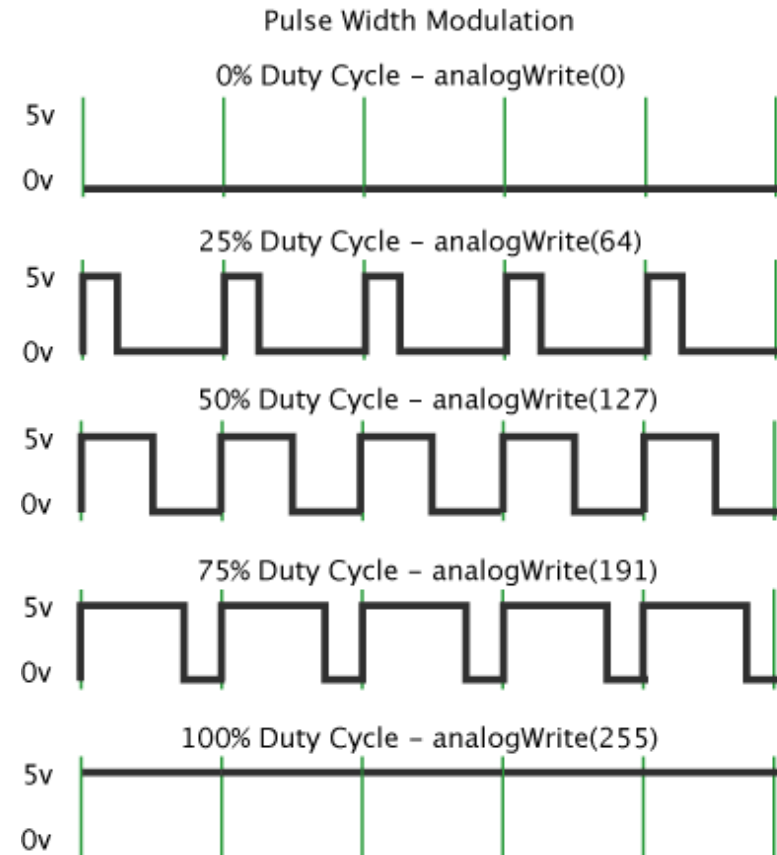 Pulse Width Modulation
0% Duty Cycle – analogWrite(0)
5v
0v
25% Duty Cycle – analogWrite(64)
5v
0v
50% Duty Cycle – analogWrite(127)
5v
0v
75% Duty Cycle – analogWrite(191)
5v
0v
100% Duty Cycle – analogWrite(255)
5v
0v